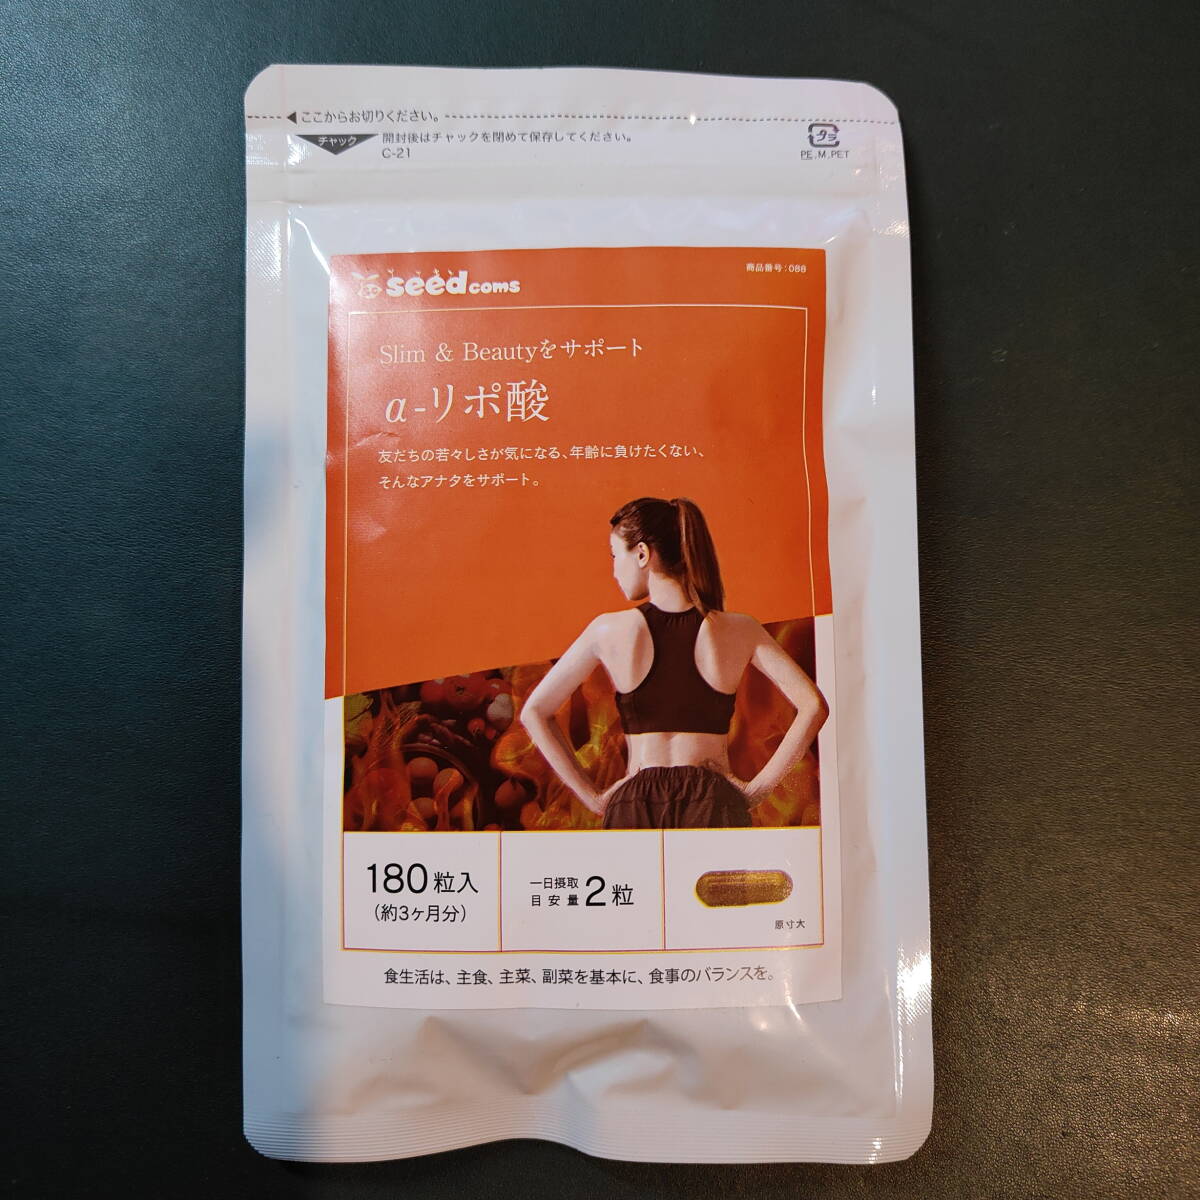 ◀ここからお切りください。
チャック
開封後はチャックを閉めて保存してください。
C-21
プラ
PE,M,PET
seedcoms
商品番号:088
Slim & Beautyをサポート
α-リポ酸
友だちの若々しさが気になる、年齢に負けたくない、
そんなアナタをサポート。
180粒入
(約3ヶ月分)
一日摂取
目安量
2粒
原寸大
食生活は、主食、主菜、副菜を基本に、食事のバランスを。